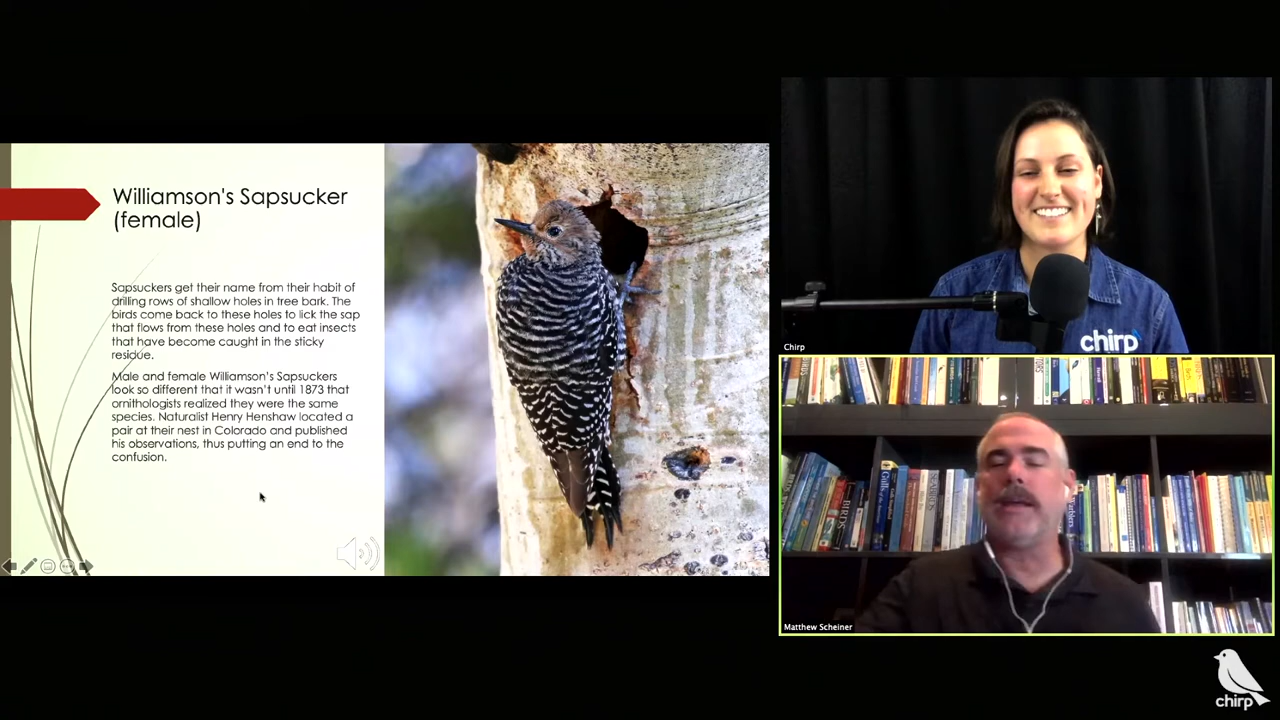 Williamson's Sapsucker
(female)
Sapsuckers get their name from their habit of
drilling rows of shallow holes in tree bark. The
birds come back to these holes to lick the sap
that flows from these holes and to eat insects
that have become caught in the sticky
residue.
Male and female Williamson's Sapsuckers
look so different that it wasn't until 1873 that
ornithologists realized they were the same
species. Naturalist Henry Henshaw located a
pair at their nest in Colorado and published
his observations, thus putting an end to the
confusion.
chirp
Chirp
BIRDS
Matthew Scheiner
chirp